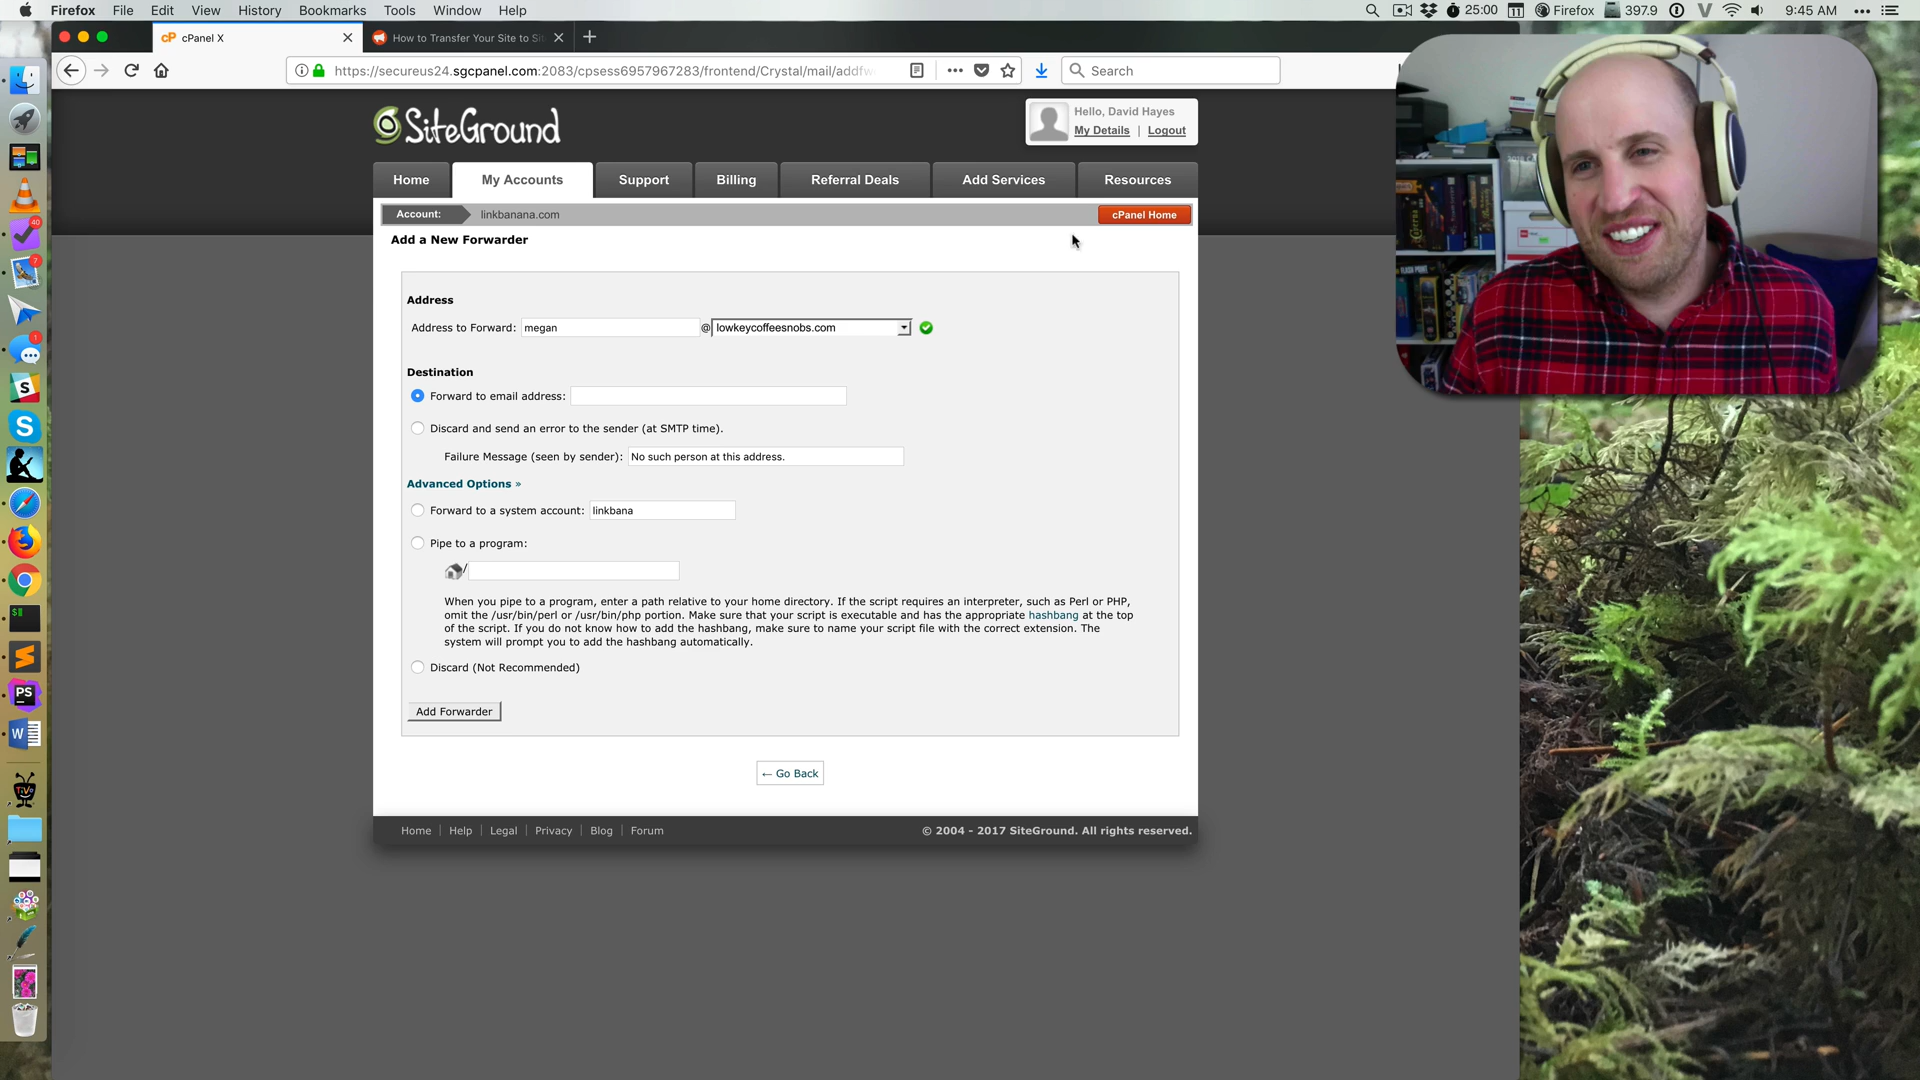 Firefox File Edit View History Bookmarks Tools Window Help 25:00 11 Firefox 397.9 9:45 AM
cP cPanel X How to Transfer Your Site to Si
https://secureus24.sgcpanel.com:2083/cpsess6957967283/frontend/Crystal/mail/addfw Search
SiteGround
Hello, David Hayes
My Details | Logout
Home My Accounts Support Billing Referral Deals Add Services Resources
Account: linkbanana.com cPanel Home
Add a New Forwarder
Address
Address to Forward: megan @ lowkeycoffeesnobs.com
Destination
Forward to email address:
Discard and send an error to the sender (at SMTP time).
Failure Message (seen by sender): No such person at this address.
Advanced Options »
Forward to a system account: linkbana
Pipe to a program:
/
When you pipe to a program, enter a path relative to your home directory. If the script requires an interpreter, such as Perl or PHP,
omit the /usr/bin/perl or /usr/bin/php portion. Make sure that your script is executable and has the appropriate hashbang at the top
of the script. If you do not know how to add the hashbang, make sure to name your script file with the correct extension. The
system will prompt you to add the hashbang automatically.
Discard (Not Recommended)
Add Forwarder
← Go Back
Home | Help | Legal | Privacy | Blog | Forum © 2004 - 2017 SiteGround. All rights reserved.
40
7
1
S
S
$
S
PS
W
TiVo